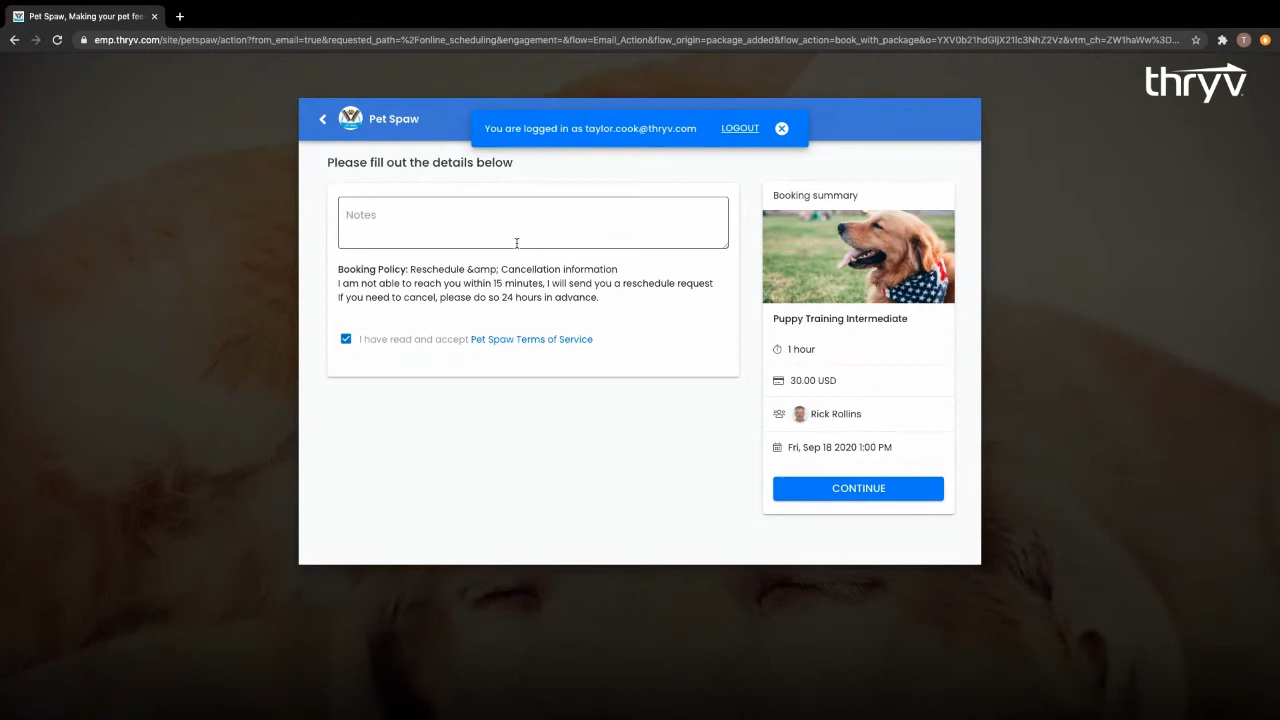 Pet Spaw, Making your pet fee
emp.thryv.com/site/petspaw/action?from_email=true&requested_path=%2Fonline_scheduling&engagement=&flow=Email_Action&flow_origin=package_added&flow_action=book_with_package&o=YXV0b21hdGljX21lc3NhZ2Vz&vtm_ch=ZW1haWw%3D...
T
thryv
Pet Spaw
You are logged in as taylor.cook@thryv.com
LOGOUT
Please fill out the details below
Notes
Booking Policy: Reschedule &amp; Cancellation information
I am not able to reach you within 15 minutes, I will send you a reschedule request
If you need to cancel, please do so 24 hours in advance.
I have read and accept Pet Spaw Terms of Service
Booking summary
Puppy Training Intermediate
1 hour
30.00 USD
Rick Rollins
Fri, Sep 18 2020 1:00 PM
CONTINUE